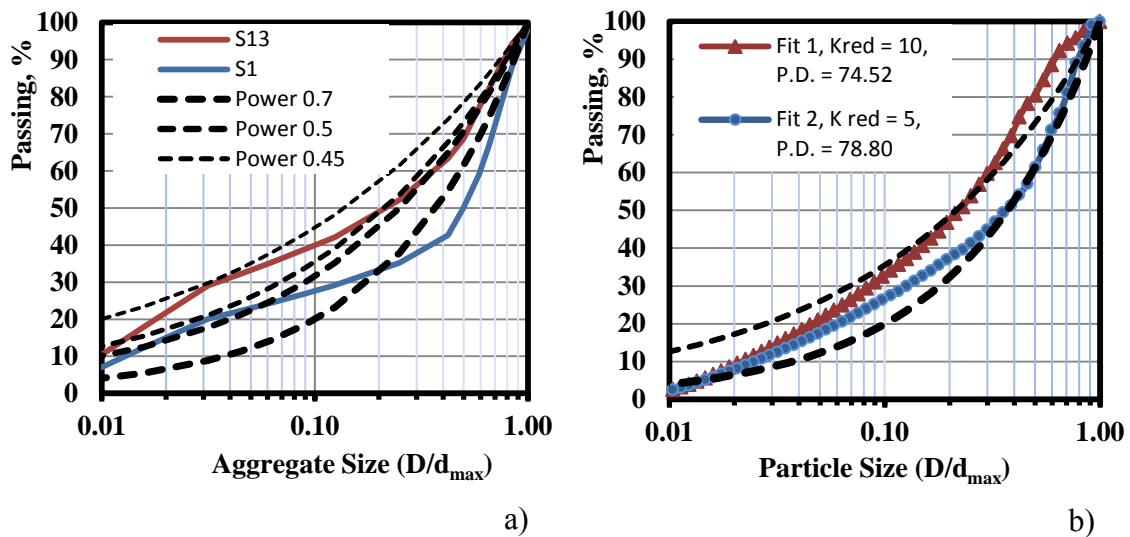 Passing, %
100
90
80
70
60
50
40
30
20
10
0
S13
S1
Power 0.7
Power 0.5
Power 0.45
0.01
0.10
1.00
Aggregate Size (D/dmax)
a)
Passing, %
100
90
80
70
60
50
40
30
20
10
0
Fit 1, Kred = 10,
P.D. = 74.52
Fit 2, K red = 5,
P.D. = 78.80
0.01
0.10
1.00
Particle Size (D/dmax)
b)